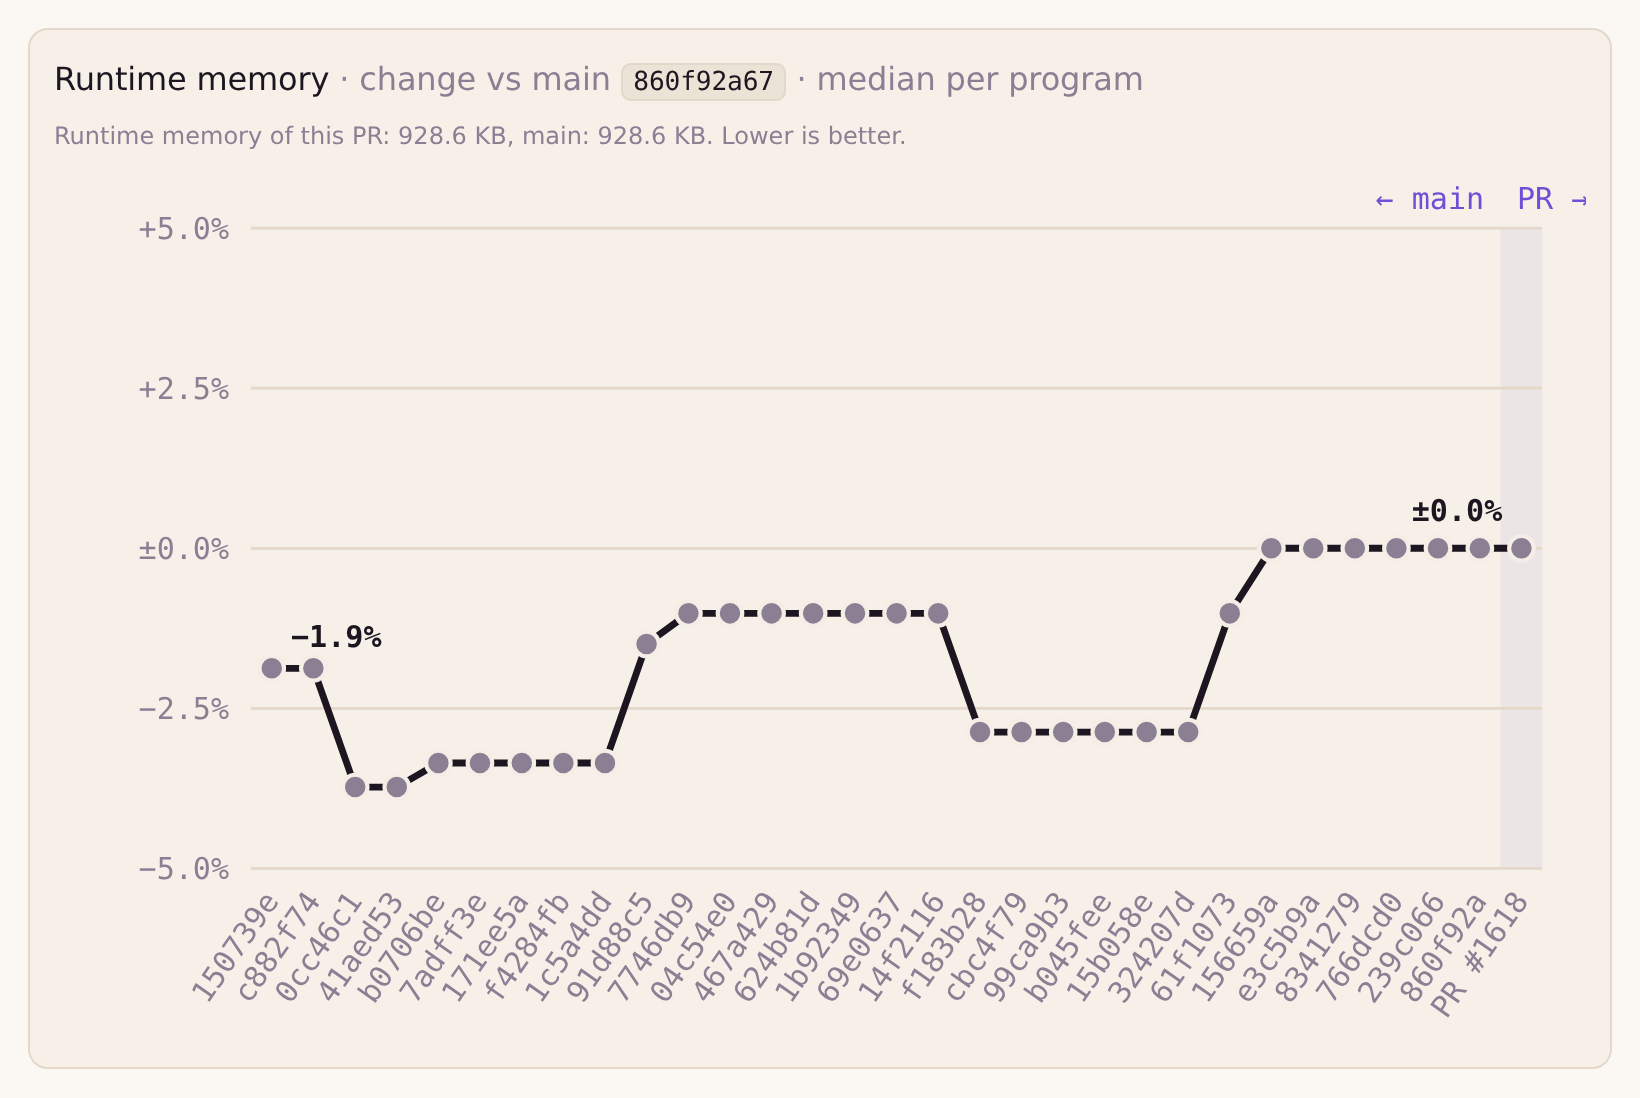 Runtime memory · change vs main 860f92a67 · median per program
Runtime memory of this PR: 928.6 KB, main: 928.6 KB. Lower is better.
← main PR →
+5.0%
+2.5%
±0.0%
−2.5%
−5.0%
−1.9%
±0.0%
150739e
c882f74
0cc46c1
41aed53
b0706be
7adff3e
171ee5a
f4284fb
1c5a4dd
91d88c5
7746db9
04c54e0
467a429
624b81d
1b92349
69e0637
14f2116
f183b28
cbc4f79
99ca9b3
b045fee
15b058e
324207d
61f1073
156659a
e3c5b9a
8341279
766dcd0
239c066
860f92a
PR #1618